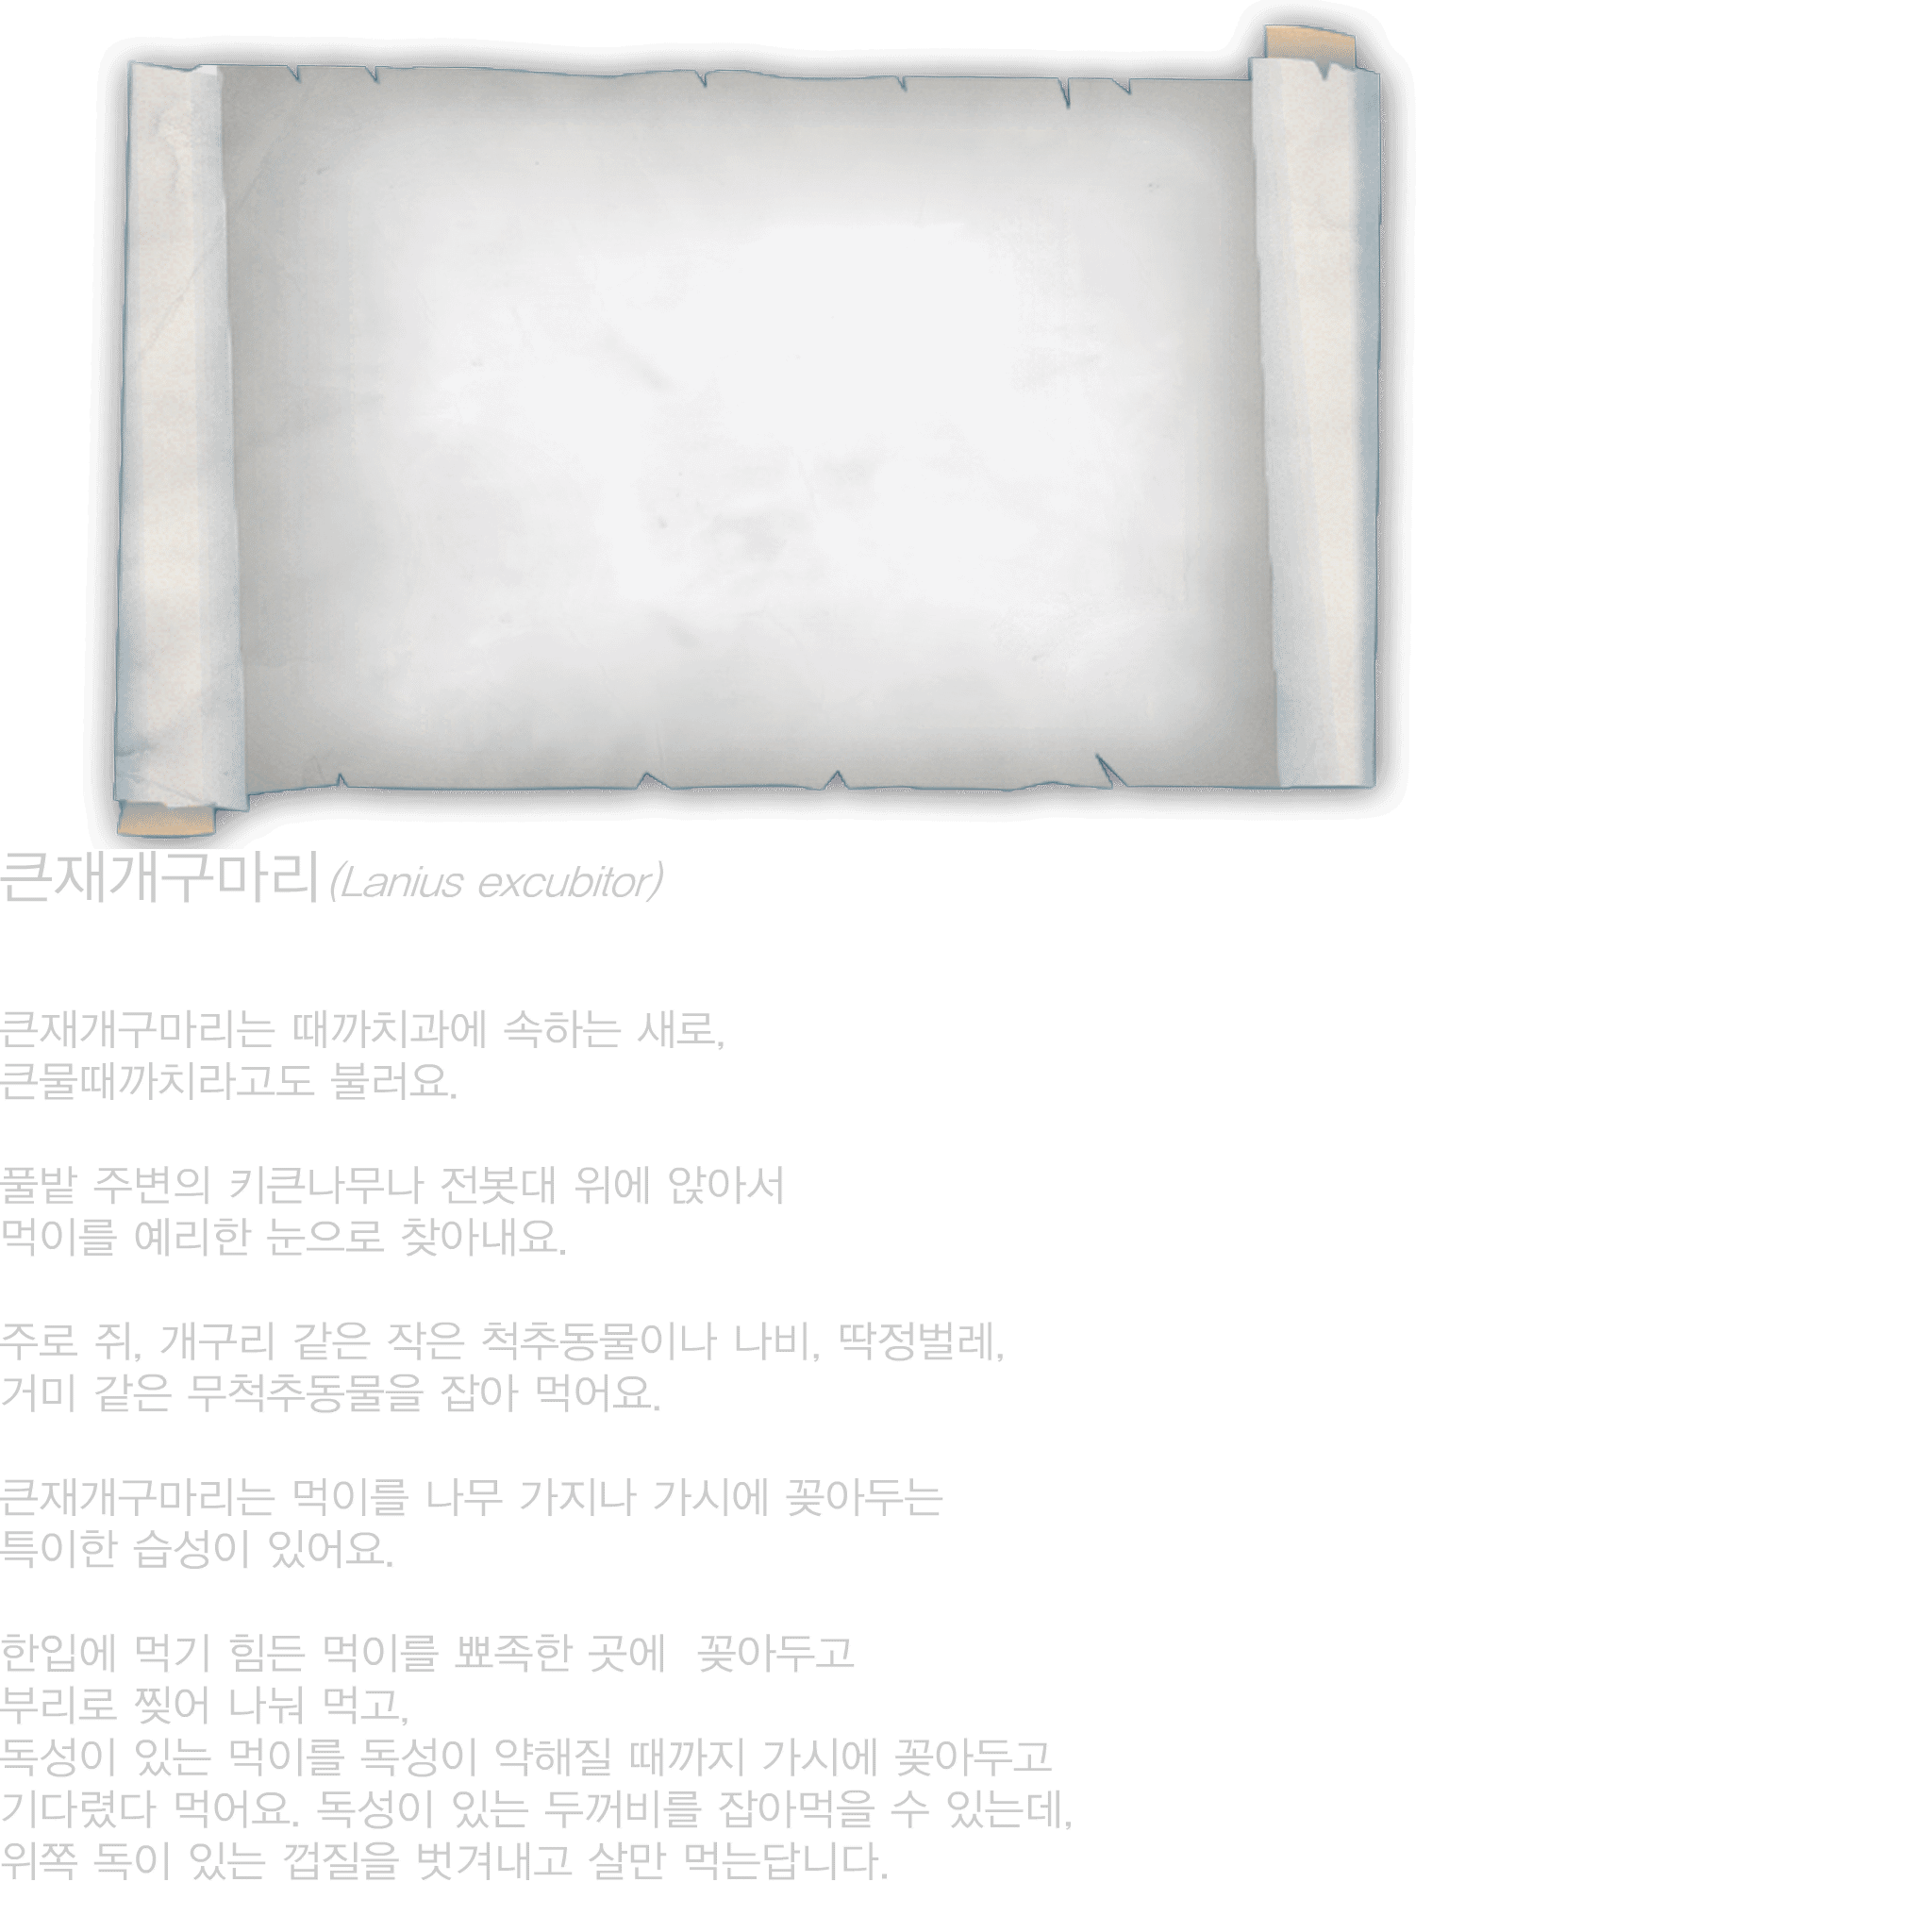 큰재개구마리 (Lanius excubitor)
큰재개구마리는 때까치과에 속하는 새로,
큰물때까치라고도 불러요.
풀밭 주변의 키큰나무나 전봇대 위에 앉아서
먹이를 예리한 눈으로 찾아내요.
주로 쥐, 개구리 같은 작은 척추동물이나 나비, 딱정벌레,
거미 같은 무척추동물을 잡아 먹어요.
큰재개구마리는 먹이를 나무 가지나 가시에 꽂아두는
특이한 습성이 있어요.
한입에 먹기 힘든 먹이를 뾰족한 곳에  꽂아두고
부리로 찢어 나눠 먹고,
독성이 있는 먹이를 독성이 약해질 때까지 가시에 꽂아두고
기다렸다 먹어요. 독성이 있는 두꺼비를 잡아먹을 수 있는데,
위쪽 독이 있는 껍질을 벗겨내고 살만 먹는답니다.